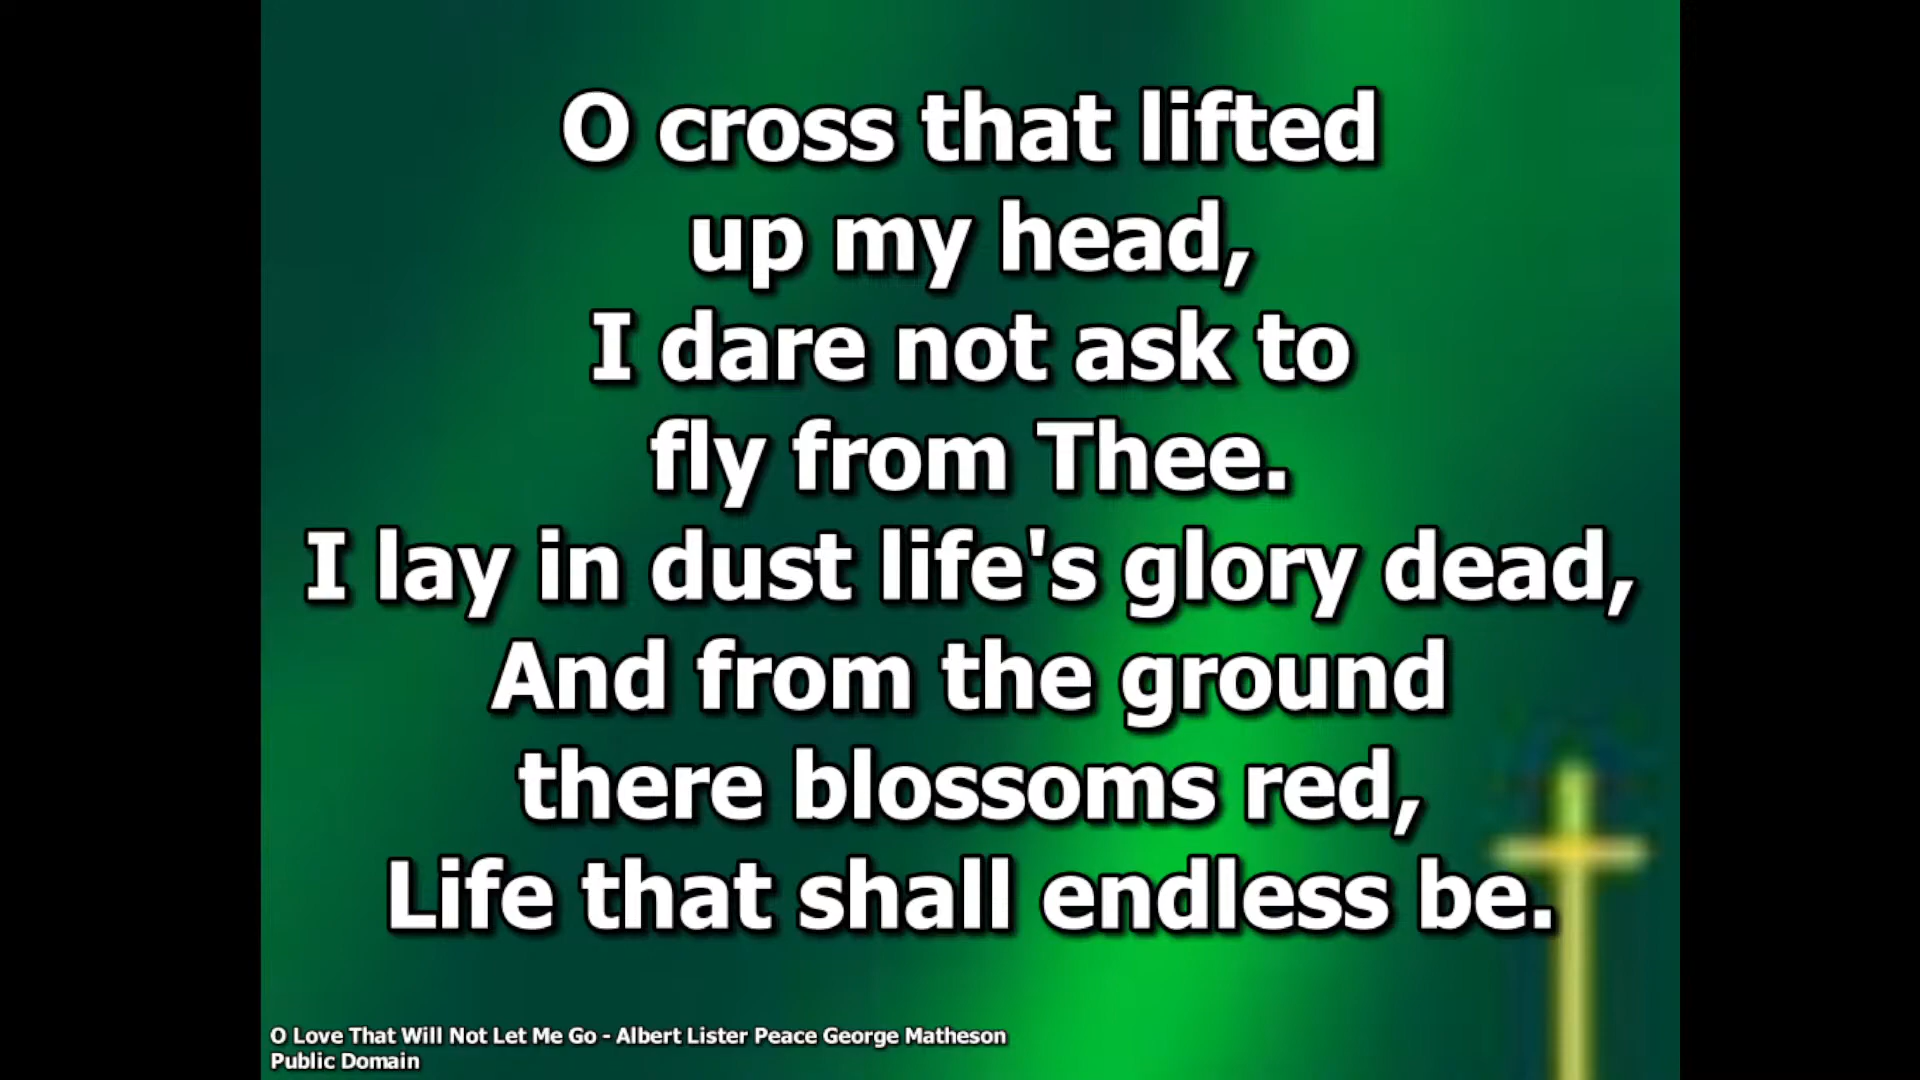 O cross that lifted
up my head,
I dare not ask to
fly from Thee.
I lay in dust life's glory dead,
And from the ground
there blossoms red,
Life that shall endless be.
O Love That Will Not Let Me Go - Albert Lister Peace George Matheson
Public Domain